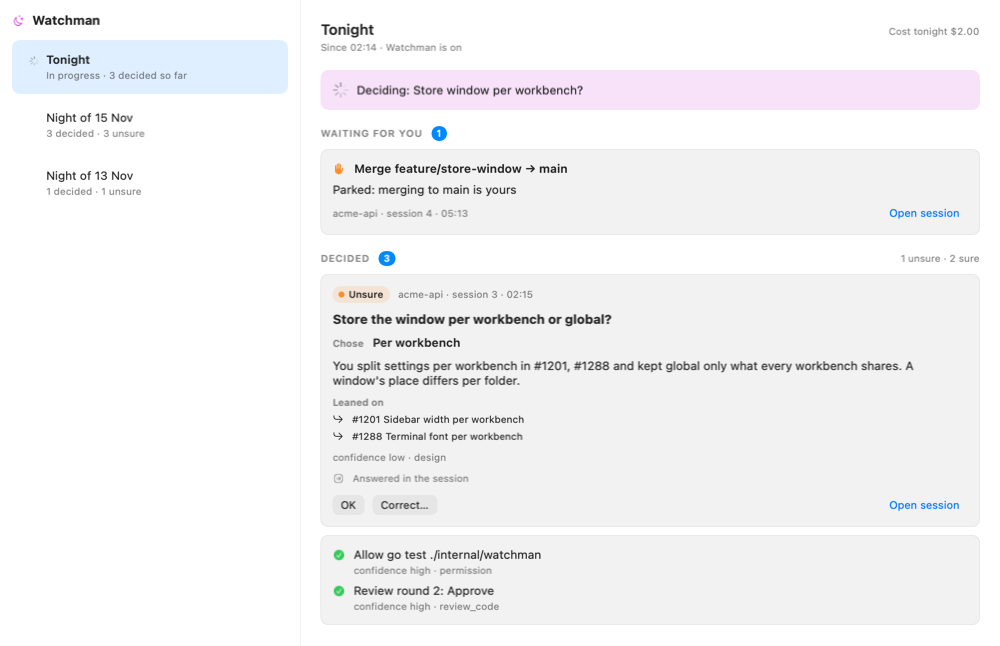 Watchman
Tonight
In progress · 3 decided so far
Night of 15 Nov
3 decided · 3 unsure
Night of 13 Nov
1 decided · 1 unsure
Tonight
Since 02:14 · Watchman is on
Cost tonight $2.00
Deciding: Store window per workbench?
WAITING FOR YOU 1
Merge feature/store-window → main
Parked: merging to main is yours
acme-api · session 4 · 05:13
Open session
DECIDED 3
1 unsure · 2 sure
Unsure acme-api · session 3 · 02:15
Store the window per workbench or global?
Chose Per workbench
You split settings per workbench in #1201, #1288 and kept global only what every workbench shares. A
window's place differs per folder.
Leaned on
#1201 Sidebar width per workbench
#1288 Terminal font per workbench
confidence low · design
Answered in the session
OK Correct...
Open session
Allow go test ./internal/watchman
confidence high · permission
Review round 2: Approve
confidence high · review_code